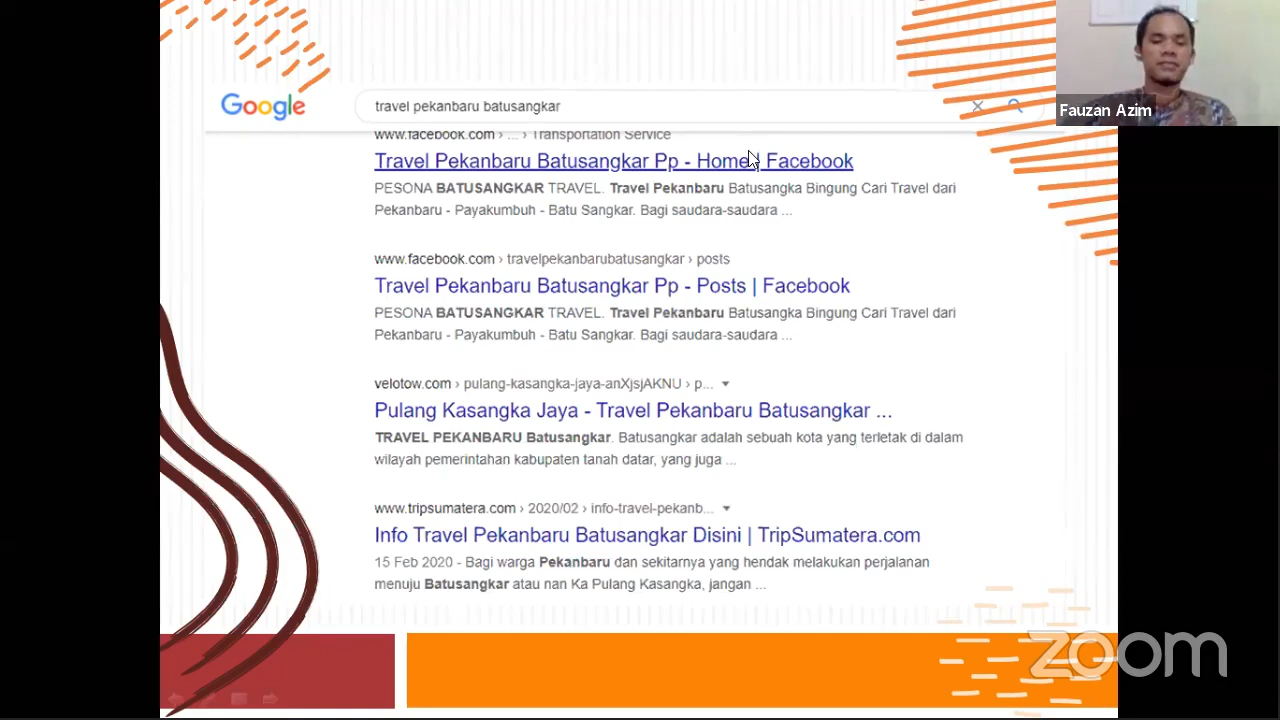 Google
travel pekanbaru batusangkar
Fauzan Azim
www.facebook.com › ... › Transportation Service
Travel Pekanbaru Batusangkar Pp - Home | Facebook
PESONA BATUSANGKAR TRAVEL. Travel Pekanbaru Batusangka Bingung Cari Travel dari
Pekanbaru - Payakumbuh - Batu Sangkar. Bagi saudara-saudara ...
www.facebook.com › travelpekanbarubatusangkar › posts
Travel Pekanbaru Batusangkar Pp - Posts | Facebook
PESONA BATUSANGKAR TRAVEL. Travel Pekanbaru Batusangka Bingung Cari Travel dari
Pekanbaru - Payakumbuh - Batu Sangkar. Bagi saudara-saudara ...
velotow.com › pulang-kasangka-jaya-anXjsjAKNU › p...
Pulang Kasangka Jaya - Travel Pekanbaru Batusangkar ...
TRAVEL PEKANBARU Batusangkar. Batusangkar adalah sebuah kota yang terletak di dalam
wilayah pemerintahan kabupaten tanah datar, yang juga ...
www.tripsumatera.com › 2020/02 › info-travel-pekanb...
Info Travel Pekanbaru Batusangkar Disini | TripSumatera.com
15 Feb 2020 - Bagi warga Pekanbaru dan sekitarnya yang hendak melakukan perjalanan
menuju Batusangkar atau nan Ka Pulang Kasangka, jangan ...
zoom